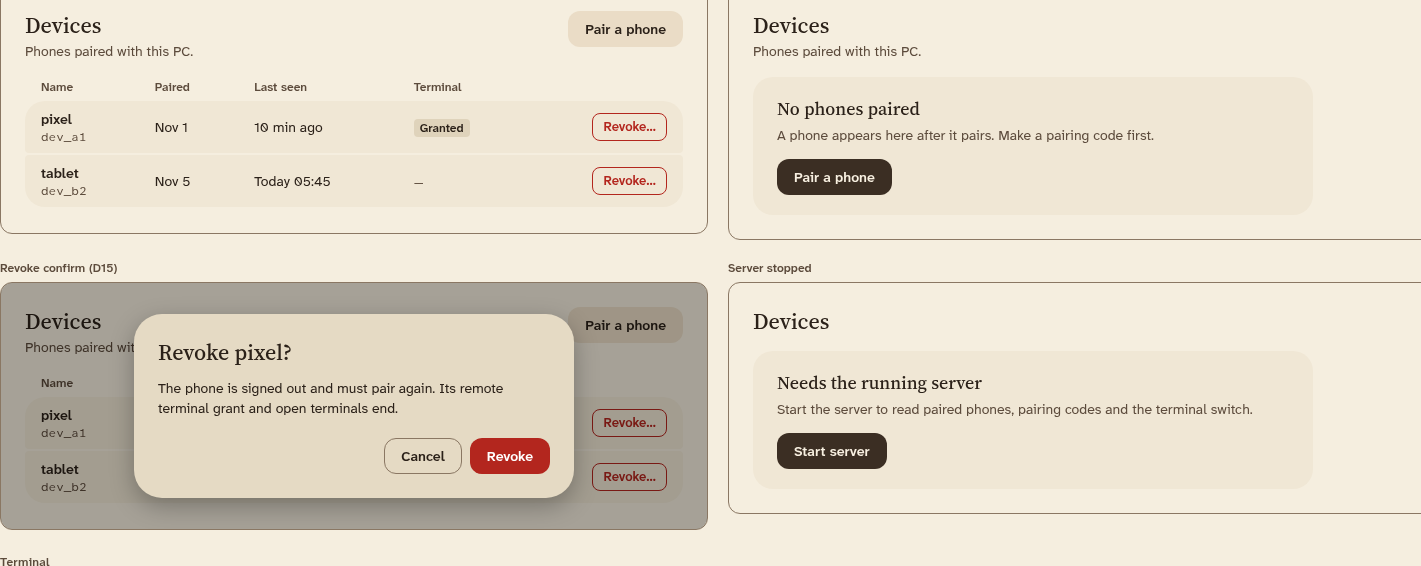 Devices
Pair a phone
Phones paired with this PC.
Name Paired Last seen Terminal
pixel
dev_a1
Nov 1 10 min ago Granted Revoke...
tablet
dev_b2
Nov 5 Today 05:45 — Revoke...
Devices
Phones paired with this PC.
No phones paired
A phone appears here after it pairs. Make a pairing code first.
Pair a phone
Revoke confirm (D15)
Devices
Pair a phone
Phones paired wit
Name
pixel
dev_a1
Revoke...
tablet
dev_b2
Revoke...
Revoke pixel?
The phone is signed out and must pair again. Its remote
terminal grant and open terminals end.
Cancel Revoke
Server stopped
Devices
Needs the running server
Start the server to read paired phones, pairing codes and the terminal switch.
Start server
Terminal